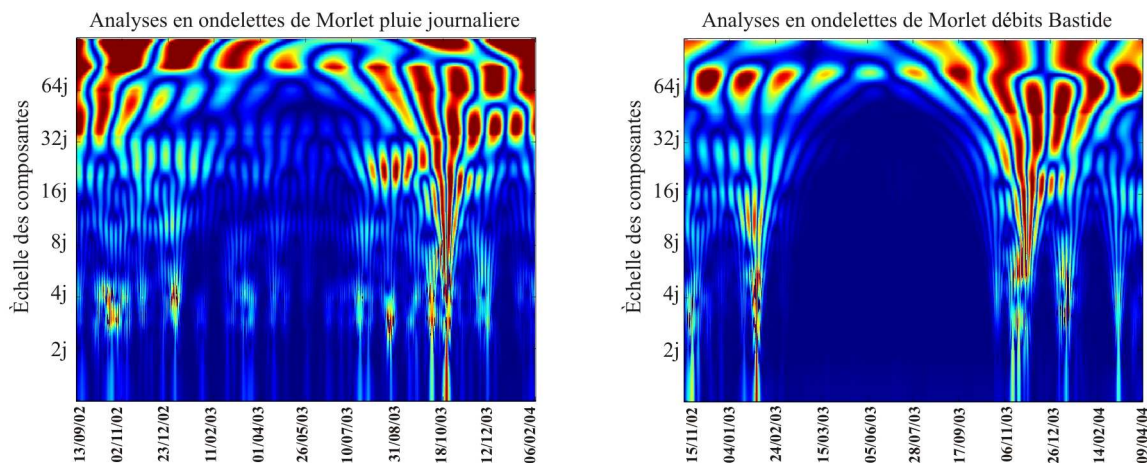 Analyses en ondelettes de Morlet pluie journaliere
Èchelle des composantes
64j
32j
16j
8j
4j
2j
13/09/02
02/11/02
23/12/02
11/02/03
01/04/03
26/05/03
10/07/03
31/08/03
18/10/03
12/12/03
06/02/04
Analyses en ondelettes de Morlet débits Bastide
Èchelle des composantes
64j
32j
16j
8j
4j
2j
15/11/02
04/01/03
24/02/03
15/03/03
05/06/03
28/07/03
17/09/03
06/11/03
26/12/03
14/02/04
09/04/04